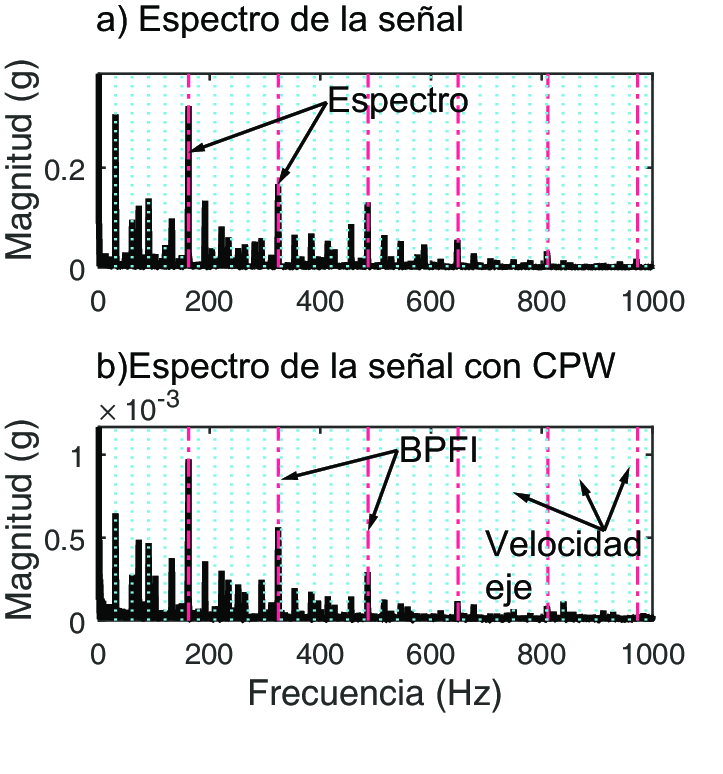 a) Espectro de la señal
Magnitud (g)
Espectro
0.2
0
0 200 400 600 800 1000
b)Espectro de la señal con CPW
× 10^-3
Magnitud (g)
BPFI
1
0.5
Velocidad
eje
0
0 200 400 600 800 1000
Frecuencia (Hz)